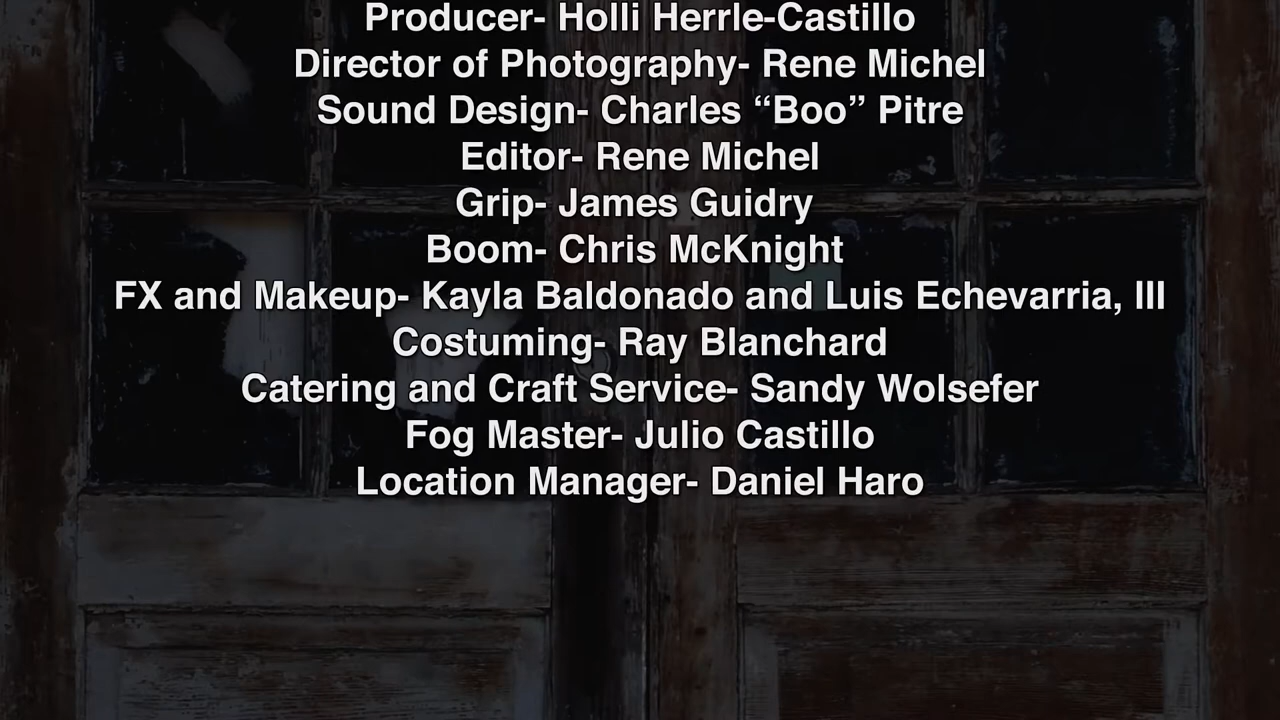 Producer- Holli Herrle-Castillo
Director of Photography- Rene Michel
Sound Design- Charles “Boo” Pitre
Editor- Rene Michel
Grip- James Guidry
Boom- Chris McKnight
FX and Makeup- Kayla Baldonado and Luis Echevarria, III
Costuming- Ray Blanchard
Catering and Craft Service- Sandy Wolsefer
Fog Master- Julio Castillo
Location Manager- Daniel Haro